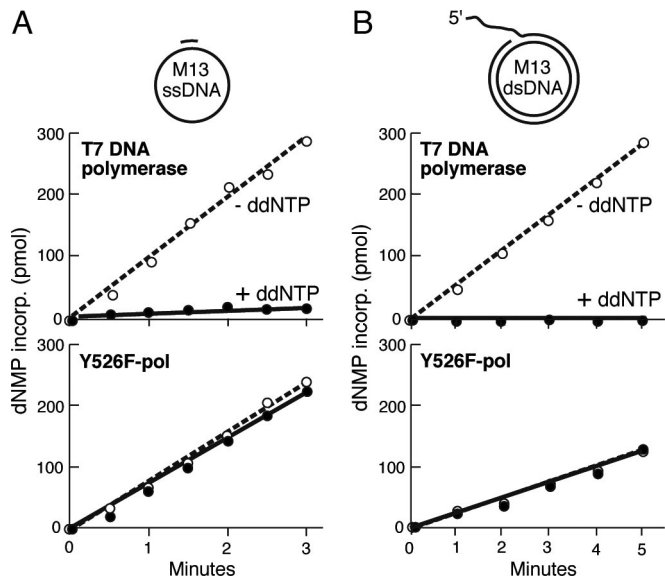 A
M13
ssDNA
300
200
100
0
T7 DNA
polymerase
- ddNTP
+ ddNTP
300
200
100
0
Y526F-pol
0 1 2 3
Minutes
dNMP incorp. (pmol)
B
5'
M13
dsDNA
300
200
100
0
T7 DNA
polymerase
- ddNTP
+ ddNTP
300
200
100
0
Y526F-pol
0 1 2 3 4 5
Minutes
dNMP incorp. (pmol)